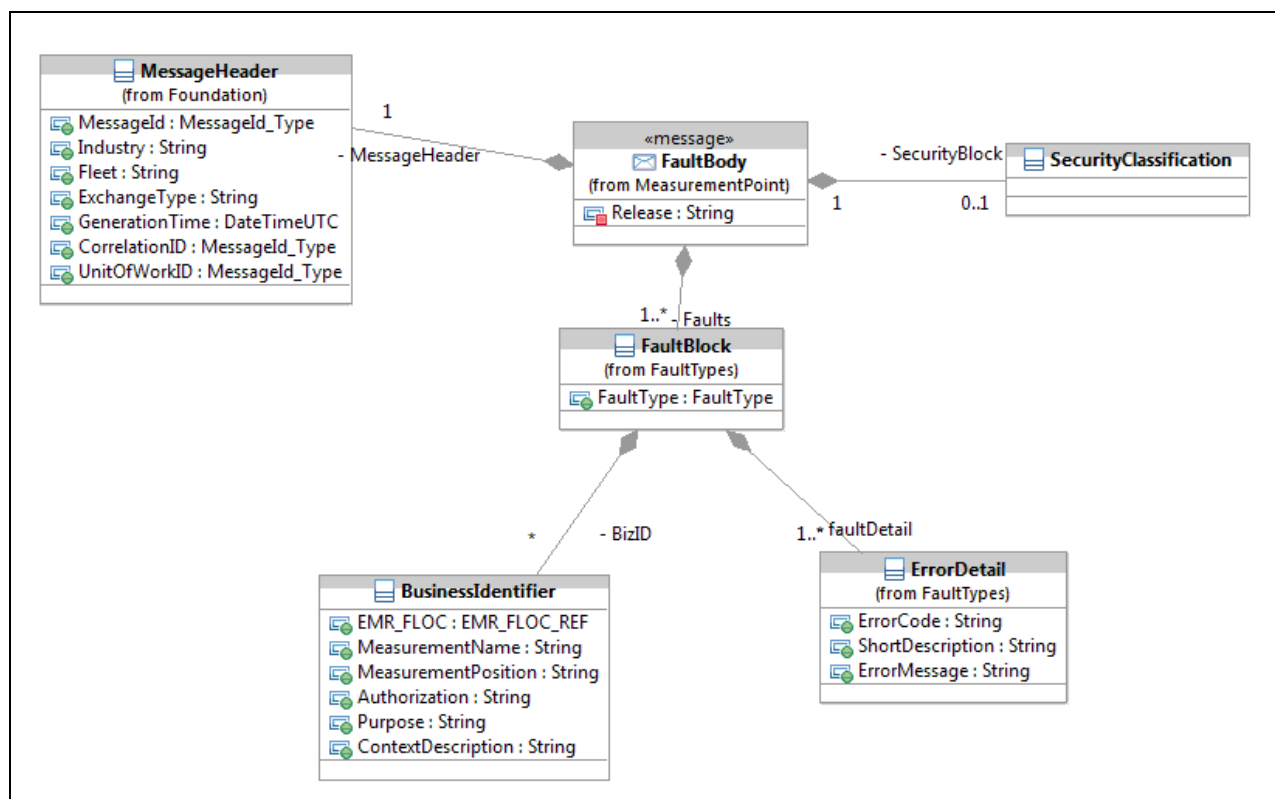 MessageHeader
(from Foundation)
MessageId : MessageId_Type
Industry : String
Fleet : String
ExchangeType : String
GenerationTime : DateTimeUTC
CorrelationID : MessageId_Type
UnitOfWorkID : MessageId_Type
1
- MessageHeader
«message»
FaultBody
(from MeasurementPoint)
Release : String
- SecurityBlock
1
0..1
SecurityClassification
1..*
- Faults
FaultBlock
(from FaultTypes)
FaultType : FaultType
*
- BizID
1..*
faultDetail
BusinessIdentifier
EMR_FLOC : EMR_FLOC_REF
MeasurementName : String
MeasurementPosition : String
Authorization : String
Purpose : String
ContextDescription : String
ErrorDetail
(from FaultTypes)
ErrorCode : String
ShortDescription : String
ErrorMessage : String